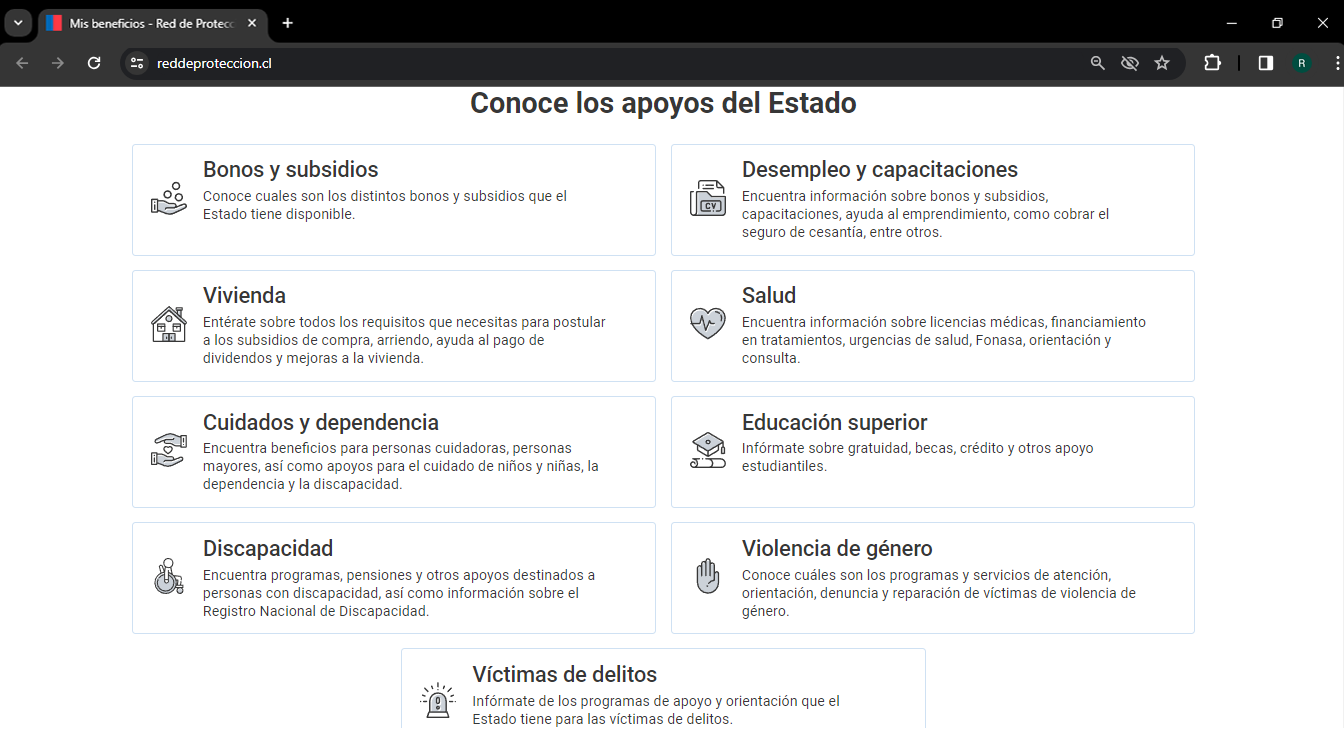 Mis beneficios - Red de Protecc
reddeproteccion.cl
R
Conoce los apoyos del Estado
Bonos y subsidios
Conoce cuales son los distintos bonos y subsidios que el
Estado tiene disponible.
Desempleo y capacitaciones
Encuentra información sobre bonos y subsidios,
capacitaciones, ayuda al emprendimiento, como cobrar el
seguro de cesantía, entre otros.
CV
Vivienda
Entérate sobre todos los requisitos que necesitas para postular
a los subsidios de compra, arriendo, ayuda al pago de
dividendos y mejoras a la vivienda.
Salud
Encuentra información sobre licencias médicas, financiamiento
en tratamientos, urgencias de salud, Fonasa, orientación y
consulta.
Cuidados y dependencia
Encuentra beneficios para personas cuidadoras, personas
mayores, así como apoyos para el cuidado de niños y niñas, la
dependencia y la discapacidad.
Educación superior
Infórmate sobre gratuidad, becas, crédito y otros apoyo
estudiantiles.
Discapacidad
Encuentra programas, pensiones y otros apoyos destinados a
personas con discapacidad, así como información sobre el
Registro Nacional de Discapacidad.
Violencia de género
Conoce cuáles son los programas y servicios de atención,
orientación, denuncia y reparación de víctimas de violencia de
género.
Víctimas de delitos
Infórmate de los programas de apoyo y orientación que el
Estado tiene para las víctimas de delitos.